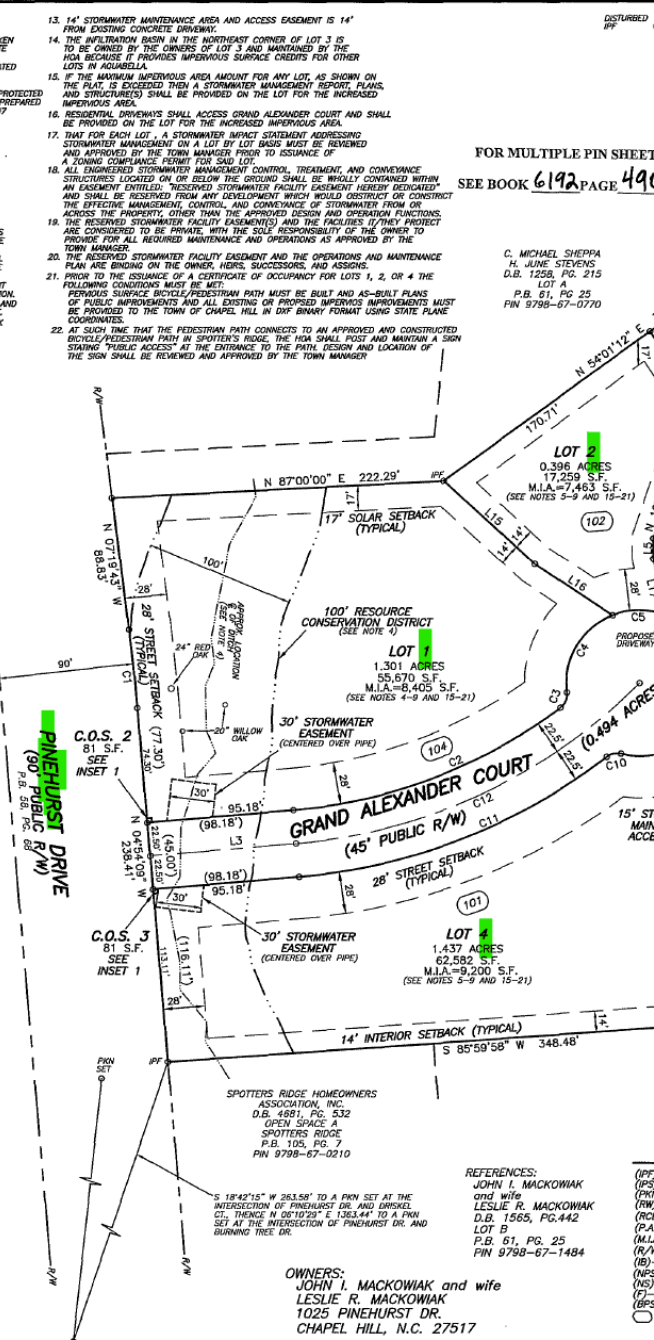 13. 14' STORMWATER MAINTENANCE AREA AND ACCESS EASEMENT IS 14'
FROM EXISTING CONCRETE DRIVEWAY.
14. THE INFILTRATION BASIN IN THE NORTHEAST CORNER OF LOT 3 IS
TO BE OWNED BY THE OWNERS OF LOT 3 AND MAINTAINED BY THE
HOA BECAUSE IT PROVIDES IMPERVIOUS SURFACE CREDITS FOR OTHER
LOTS IN AQUABELLA.
15. IF THE MAXIMUM IMPERVIOUS AREA AMOUNT FOR ANY LOT, AS SHOWN ON
THE PLAT, IS EXCEEDED THEN A STORMWATER MANAGEMENT REPORT, PLANS,
AND STRUCTURE(S) SHALL BE PROVIDED ON THE LOT FOR THE INCREASED
IMPERVIOUS AREA.
16. RESIDENTIAL DRIVEWAYS SHALL ACCESS GRAND ALEXANDER COURT AND SHALL
BE PROVIDED ON THE LOT FOR THE INCREASED IMPERVIOUS AREA.
17. THAT FOR EACH LOT , A STORMWATER IMPACT STATEMENT ADDRESSING
STORMWATER MANAGEMENT ON A LOT BY LOT BASIS MUST BE REVIEWED
AND APPROVED BY THE TOWN MANAGER PRIOR TO ISSUANCE OF
A ZONING COMPLIANCE PERMIT FOR SAID LOT.
18. ALL ENGINEERED STORMWATER MANAGEMENT CONTROL, TREATMENT, AND CONVEYANCE
STRUCTURES LOCATED ON OR BELOW THE GROUND SHALL BE WHOLLY CONTAINED WITHIN
AN EASEMENT ENTITLED: "RESERVED STORMWATER FACILITY EASEMENT HEREBY DEDICATED"
AND SHALL BE RESERVED FROM ANY DEVELOPMENT WHICH WOULD OBSTRUCT OR CONSTRICT
THE EFFECTIVE MANAGEMENT, CONTROL, AND CONVEYANCE OF STORMWATER FROM OR
ACROSS THE PROPERTY, OTHER THAN THE APPROVED DESIGN AND OPERATION FUNCTIONS.
19. THE RESERVED STORMWATER FACILITY EASEMENT(S) AND THE FACILITIES IT/THEY PROTECT
ARE CONSIDERED TO BE PRIVATE, WITH THE SOLE RESPONSIBILITY OF THE OWNER TO
PROVIDE FOR ALL REQUIRED MAINTENANCE AND OPERATIONS AS APPROVED BY THE
TOWN MANAGER.
20. THE RESERVED STORMWATER FACILITY EASEMENT AND THE OPERATIONS AND MAINTENANCE
PLAN ARE BINDING ON THE OWNER, HEIRS, SUCCESSORS, AND ASSIGNS.
21. PRIOR TO THE ISSUANCE OF A CERTIFICATE OF OCCUPANCY FOR LOTS 1, 2, OR 4 THE
FOLLOWING CONDITIONS MUST BE MET:
PERVIOUS SURFACE BICYCLE/PEDESTRIAN PATH MUST BE BUILT AND AS-BUILT PLANS
OF PUBLIC IMPROVEMENTS AND ALL EXISTING OR PROPSED IMPERVIOS IMPROVEMENTS MUST
BE PROVIDED TO THE TOWN OF CHAPEL HILL IN DXF BINARY FORMAT USING STATE PLANE
COORDINATES.
22. AT SUCH TIME THAT THE PEDESTRIAN PATH CONNECTS TO AN APPROVED AND CONSTRUCTED
BICYCLE/PEDESTRIAN PATH IN SPOTTER'S RIDGE, THE HOA SHALL POST AND MAINTAIN A SIGN
STATING "PUBLIC ACCESS" AT THE ENTRANCE TO THE PATH. DESIGN AND LOCATION OF
THE SIGN SHALL BE REVIEWED AND APPROVED BY THE TOWN MANAGER
DISTURBED
IPF
FOR MULTIPLE PIN SHEET
SEE BOOK 6192 PAGE 490
C. MICHAEL SHEPPA
H. JUNE STEVENS
D.B. 1258, PG. 215
LOT A
P.B. 61, PG 25
PIN 9798-67-0770
N 54°01'12" E
17'
170.71'
LOT 2
0.396 ACRES
17,259 S.F.
M.I.A.=7,463 S.F.
(SEE NOTES 5-9 AND 15-21)
102
R/W
N 87°00'00" E 222.29'
IPF
17'
17' SOLAR SETBACK
(TYPICAL)
L15
14'
14'
L16
28'
C5
PROPOSE
DRIVEWAY
N 07°19'43" W
88.83'
28'
100'
28' STREET SETBACK
(TYPICAL)
APPROX. LOCATION
℄ OF DITCH
(SEE NOTE 4)
100' RESOURCE
CONSERVATION DISTRICT
(SEE NOTE 4)
24" RED
OAK
LOT 1
1.301 ACRES
55,670 S.F.
M.I.A.=8,405 S.F.
(SEE NOTES 4-9 AND 15-21)
C4
C3
90'
C1
(77.30')
74.30'
20" WILLOW
OAK
30' STORMWATER
EASEMENT
(CENTERED OVER PIPE)
104
C2
22.5'
22.5'
(0.494 ACRES
C10
PINEHURST DRIVE
(90' PUBLIC R/W)
P.B. 58, PG. 68
C.O.S. 2
81 S.F.
SEE
INSET 1
30'
28'
95.18'
(98.18')
GRAND ALEXANDER COURT
(45' PUBLIC R/W)
C12
C11
L3
22.50'
(45.00')
22.50'
N 04°54'09" W
238.41'
(98.18')
95.18'
28' STREET SETBACK
(TYPICAL)
28'
15' ST
MAIN
ACCE
30'
101
C.O.S. 3
81 S.F.
SEE
INSET 1
(116.11')
113.11'
28'
30' STORMWATER
EASEMENT
(CENTERED OVER PIPE)
LOT 4
1.437 ACRES
62,582 S.F.
M.I.A.=9,200 S.F.
(SEE NOTES 5-9 AND 15-21)
14' INTERIOR SETBACK (TYPICAL)
14'
S 85°59'58" W 348.48'
PKN
SET
IPF
SPOTTERS RIDGE HOMEOWNERS
ASSOCIATION, INC.
D.B. 4681, PG. 532
OPEN SPACE A
SPOTTERS RIDGE
P.B. 105, PG. 7
PIN 9798-67-0210
S 18°42'15" W 263.58' TO A PKN SET AT THE
INTERSECTION OF PINEHURST DR. AND DRISKEL
CT., THENCE N 06°10'29" E 1363.44' TO A PKN
SET AT THE INTERSECTION OF PINEHURST DR. AND
BURNING TREE DR.
R/W
R/W
REFERENCES:
JOHN I. MACKOWIAK
and wife
LESLIE R. MACKOWIAK
D.B. 1565, PG.442
LOT B
P.B. 61, PG. 25
PIN 9798-67-1484
OWNERS:
JOHN I. MACKOWIAK and wife
LESLIE R. MACKOWIAK
1025 PINEHURST DR.
CHAPEL HILL, N.C. 27517